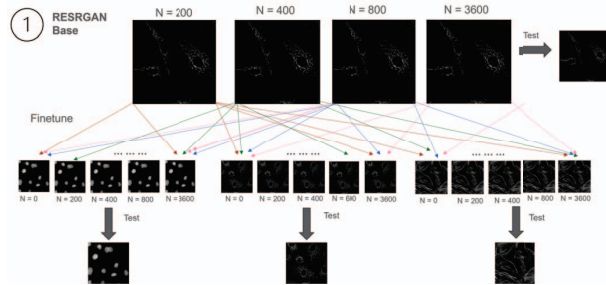 1 RESRGAN Base
N = 200 N = 400 N = 800 N = 3600
Test
Finetune
... ... ... ... ... ... ... ... ...
N = 0 N = 200 N = 400 N = 800 N = 3600 N = 0 N = 200 N = 400 N = 600 N = 3600 N = 0 N = 200 N = 400 N = 800 N = 3600
Test Test Test